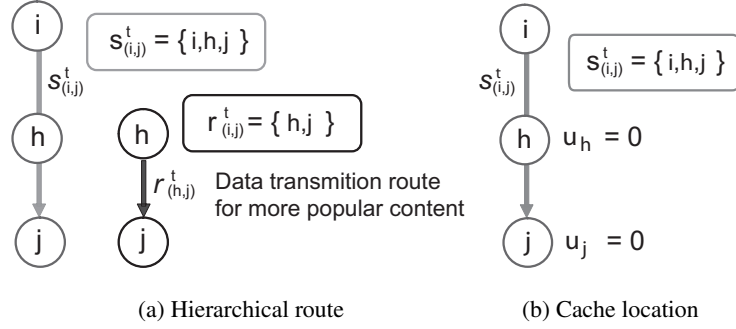 i
s^t_(i,j) = { i,h,j }
s^t_(i,j)
h
h
r^t_(i,j) = { h,j }
r^t_(h,j)
Data transmition route
for more popular content
j
j
(a) Hierarchical route
i
s^t_(i,j) = { i,h,j }
s^t_(i,j)
h
u_h = 0
j
u_j = 0
(b) Cache location